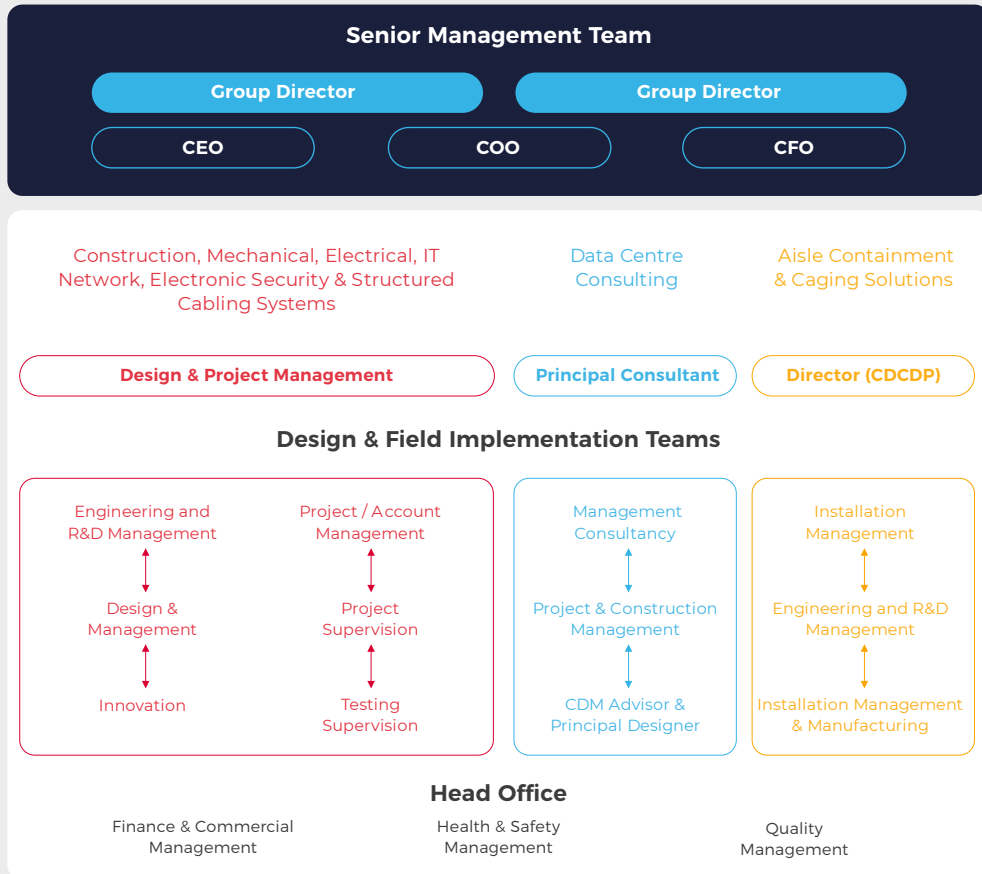 Senior Management Team
Group Director
Group Director
CEO
COO
CFO
Construction, Mechanical, Electrical, IT
Network, Electronic Security & Structured
Cabling Systems
Data Centre
Consulting
Aisle Containment
& Caging Solutions
Design & Project Management
Principal Consultant
Director (CDCDP)
Design & Field Implementation Teams
Engineering and
R&D Management
Design &
Management
Innovation
Project / Account
Management
Project
Supervision
Testing
Supervision
Management
Consultancy
Project & Construction
Management
CDM Advisor &
Principal Designer
Installation
Management
Engineering and R&D
Management
Installation Management
& Manufacturing
Head Office
Finance & Commercial
Management
Health & Safety
Management
Quality
Management